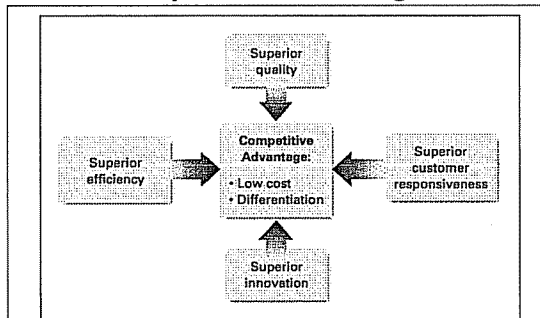 Superior
quality
Superior
efficiency
Competitive
Advantage:
• Low cost
• Differentiation
Superior
customer
responsiveness
Superior
innovation